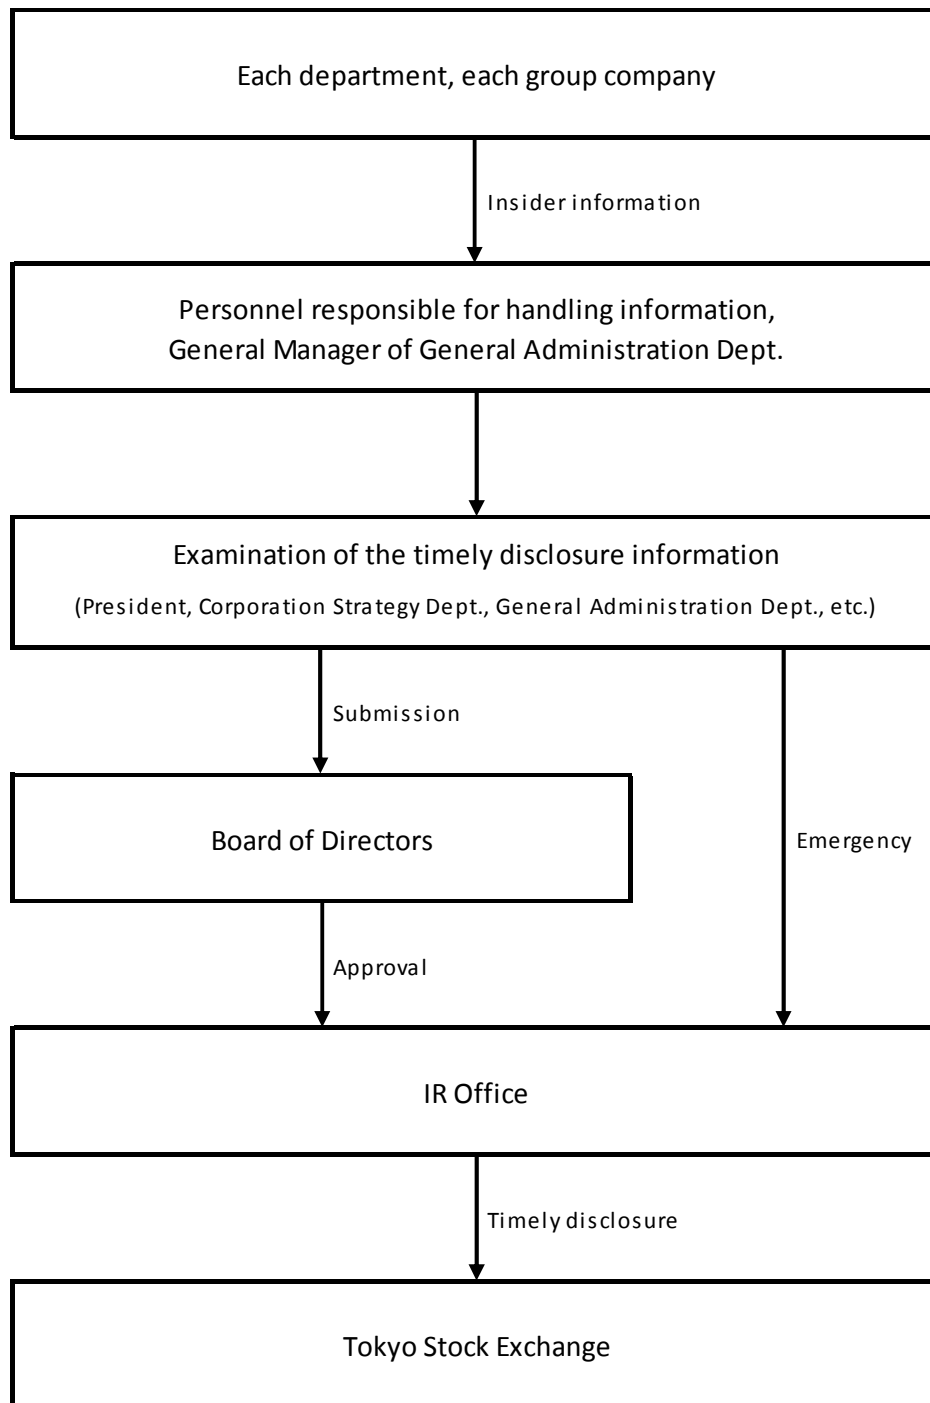 Each department, each group company
Insider information
Personnel responsible for handling information,
General Manager of General Administration Dept.
Examination of the timely disclosure information
(President, Corporation Strategy Dept., General Administration Dept., etc.)
Submission
Board of Directors
Emergency
Approval
IR Office
Timely disclosure
Tokyo Stock Exchange